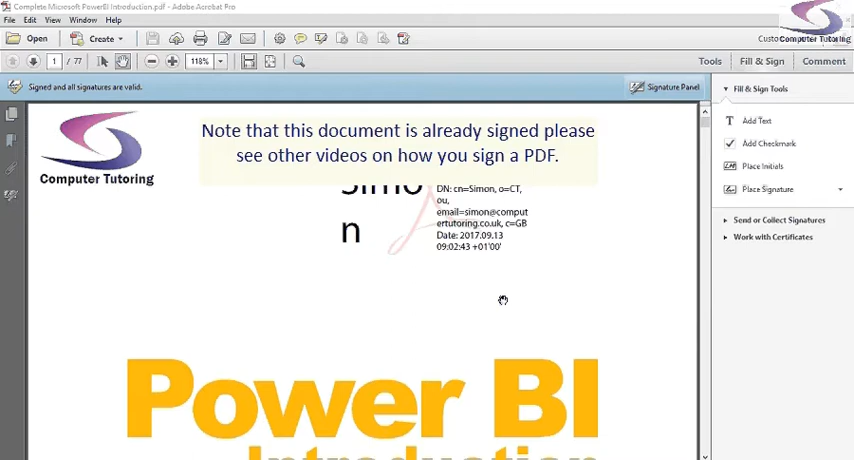 Complete Microsoft PowerBI Introduction.pdf - Adobe Acrobat Pro
File Edit View Window Help
Open Create Custo
Computer Tutoring
1 / 77 118% Tools Fill & Sign Comment
Signed and all signatures are valid. Signature Panel
Computer Tutoring
Note that this document is already signed please
see other videos on how you sign a PDF.
Simo
n
DN: cn=Simon, o=CT,
ou,
email=simon@comput
ertutoring.co.uk, c=GB
Date: 2017.09.13
09:02:43 +01'00'
Power BI
Introduction
Fill & Sign Tools
Add Text
Add Checkmark
Place Initials
Place Signature
Send or Collect Signatures
Work with Certificates